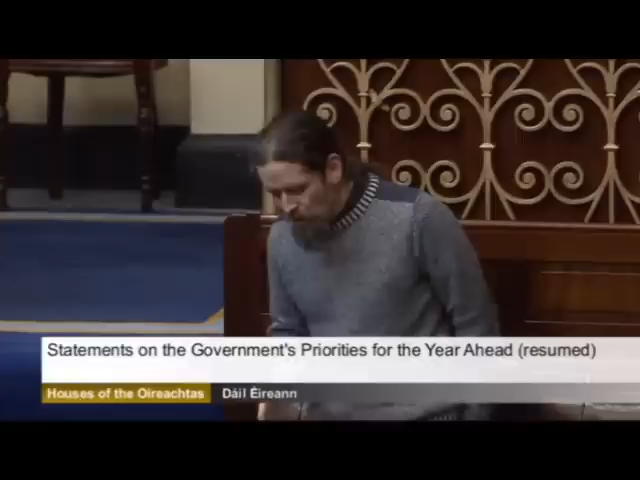 Statements on the Government's Priorities for the Year Ahead (resumed)
Houses of the Oireachtas Dáil Éireann